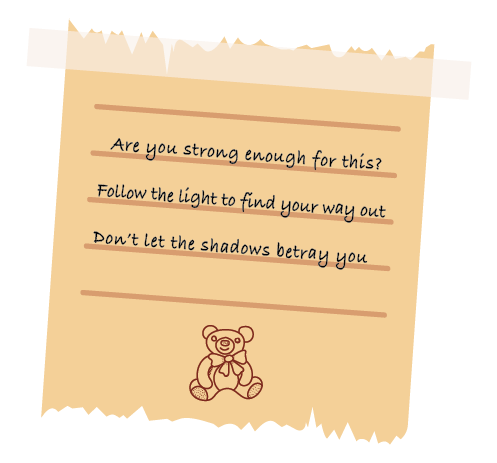 Are you strong enough for this?
Follow the light to find your way out
Don't let the shadows betray you